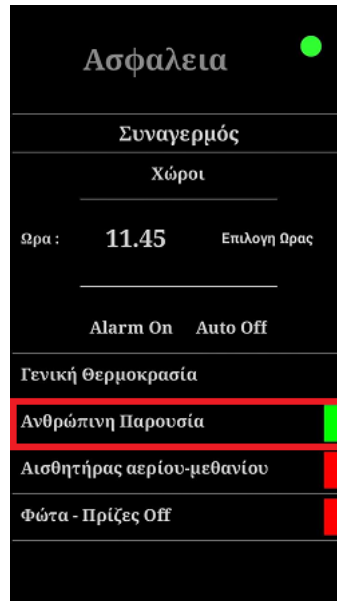 Ασφαλεια
Συναγερμός
Χώροι
Ωρα : 11.45 Επιλογη Ωρας
Alarm On Auto Off
Γενική Θερμοκρασία
Ανθρώπινη Παρουσία
Αισθητήρας αερίου-μεθανίου
Φώτα - Πρίζες Off